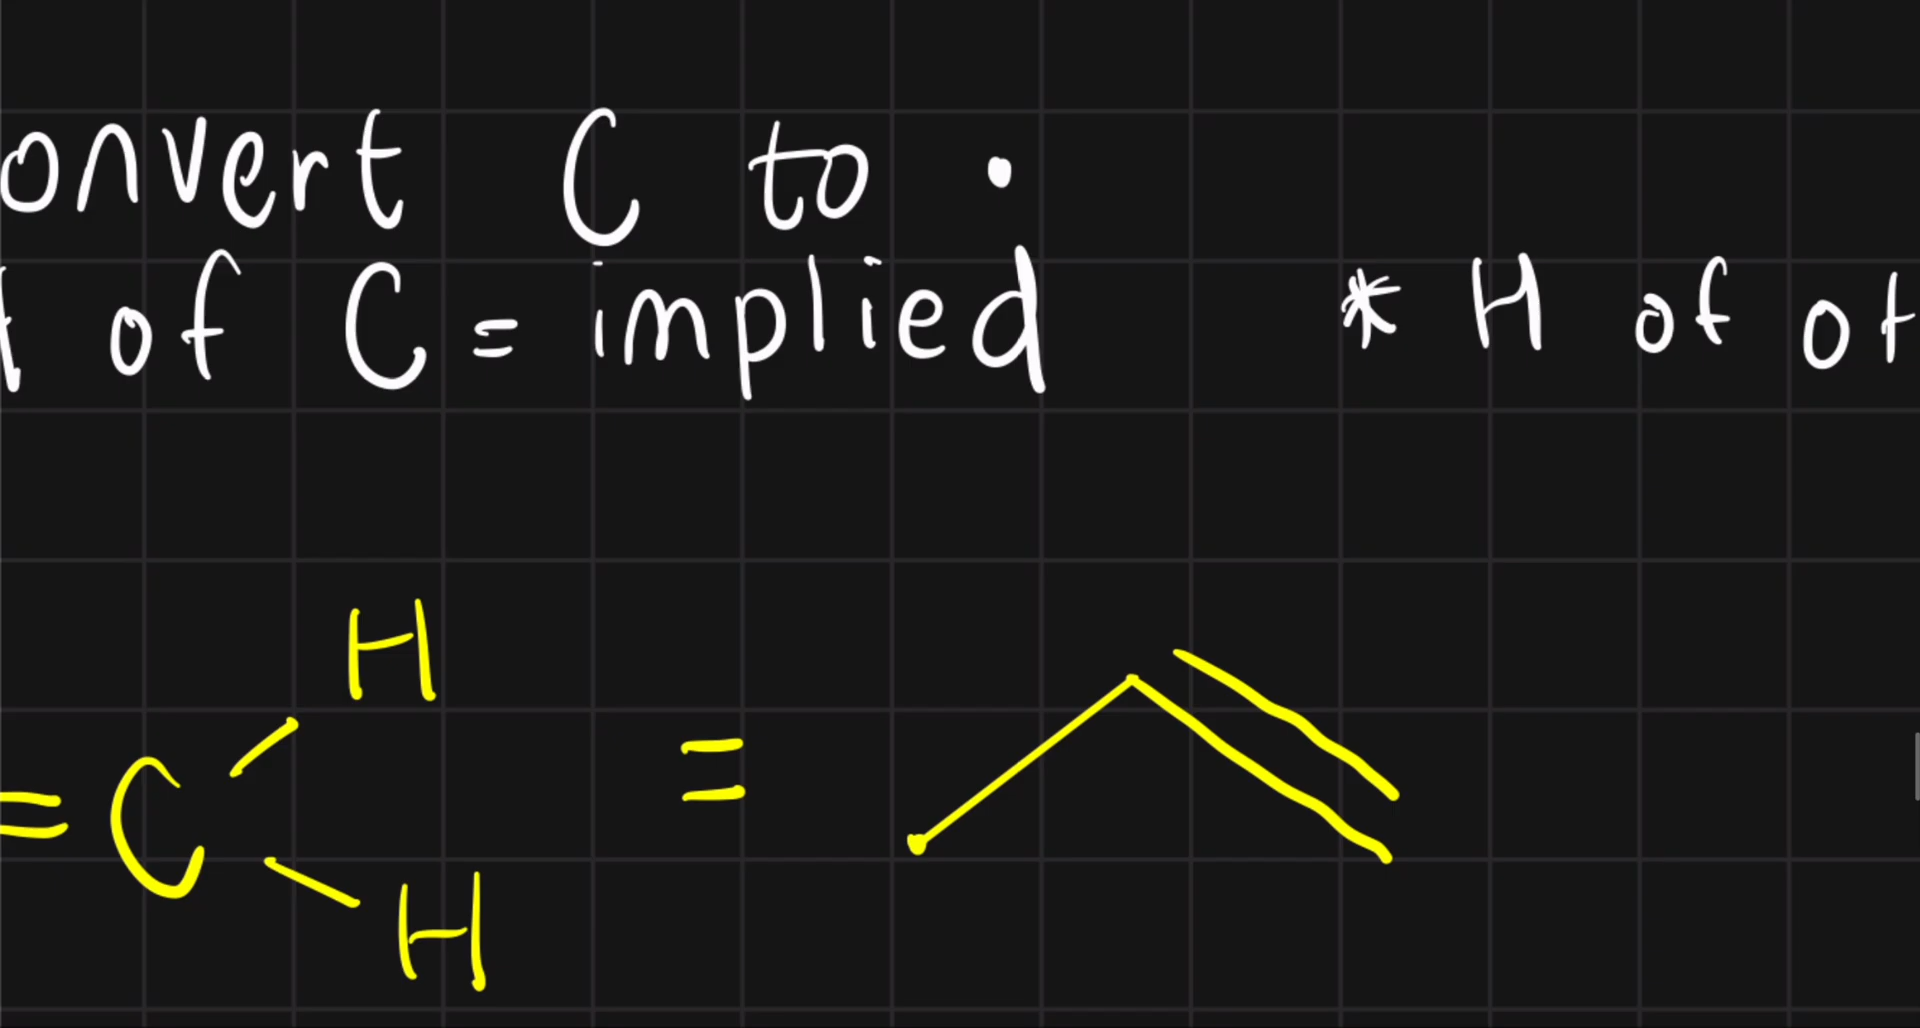 onvert C to •
of C = implied * H of ot
H
= C =
H